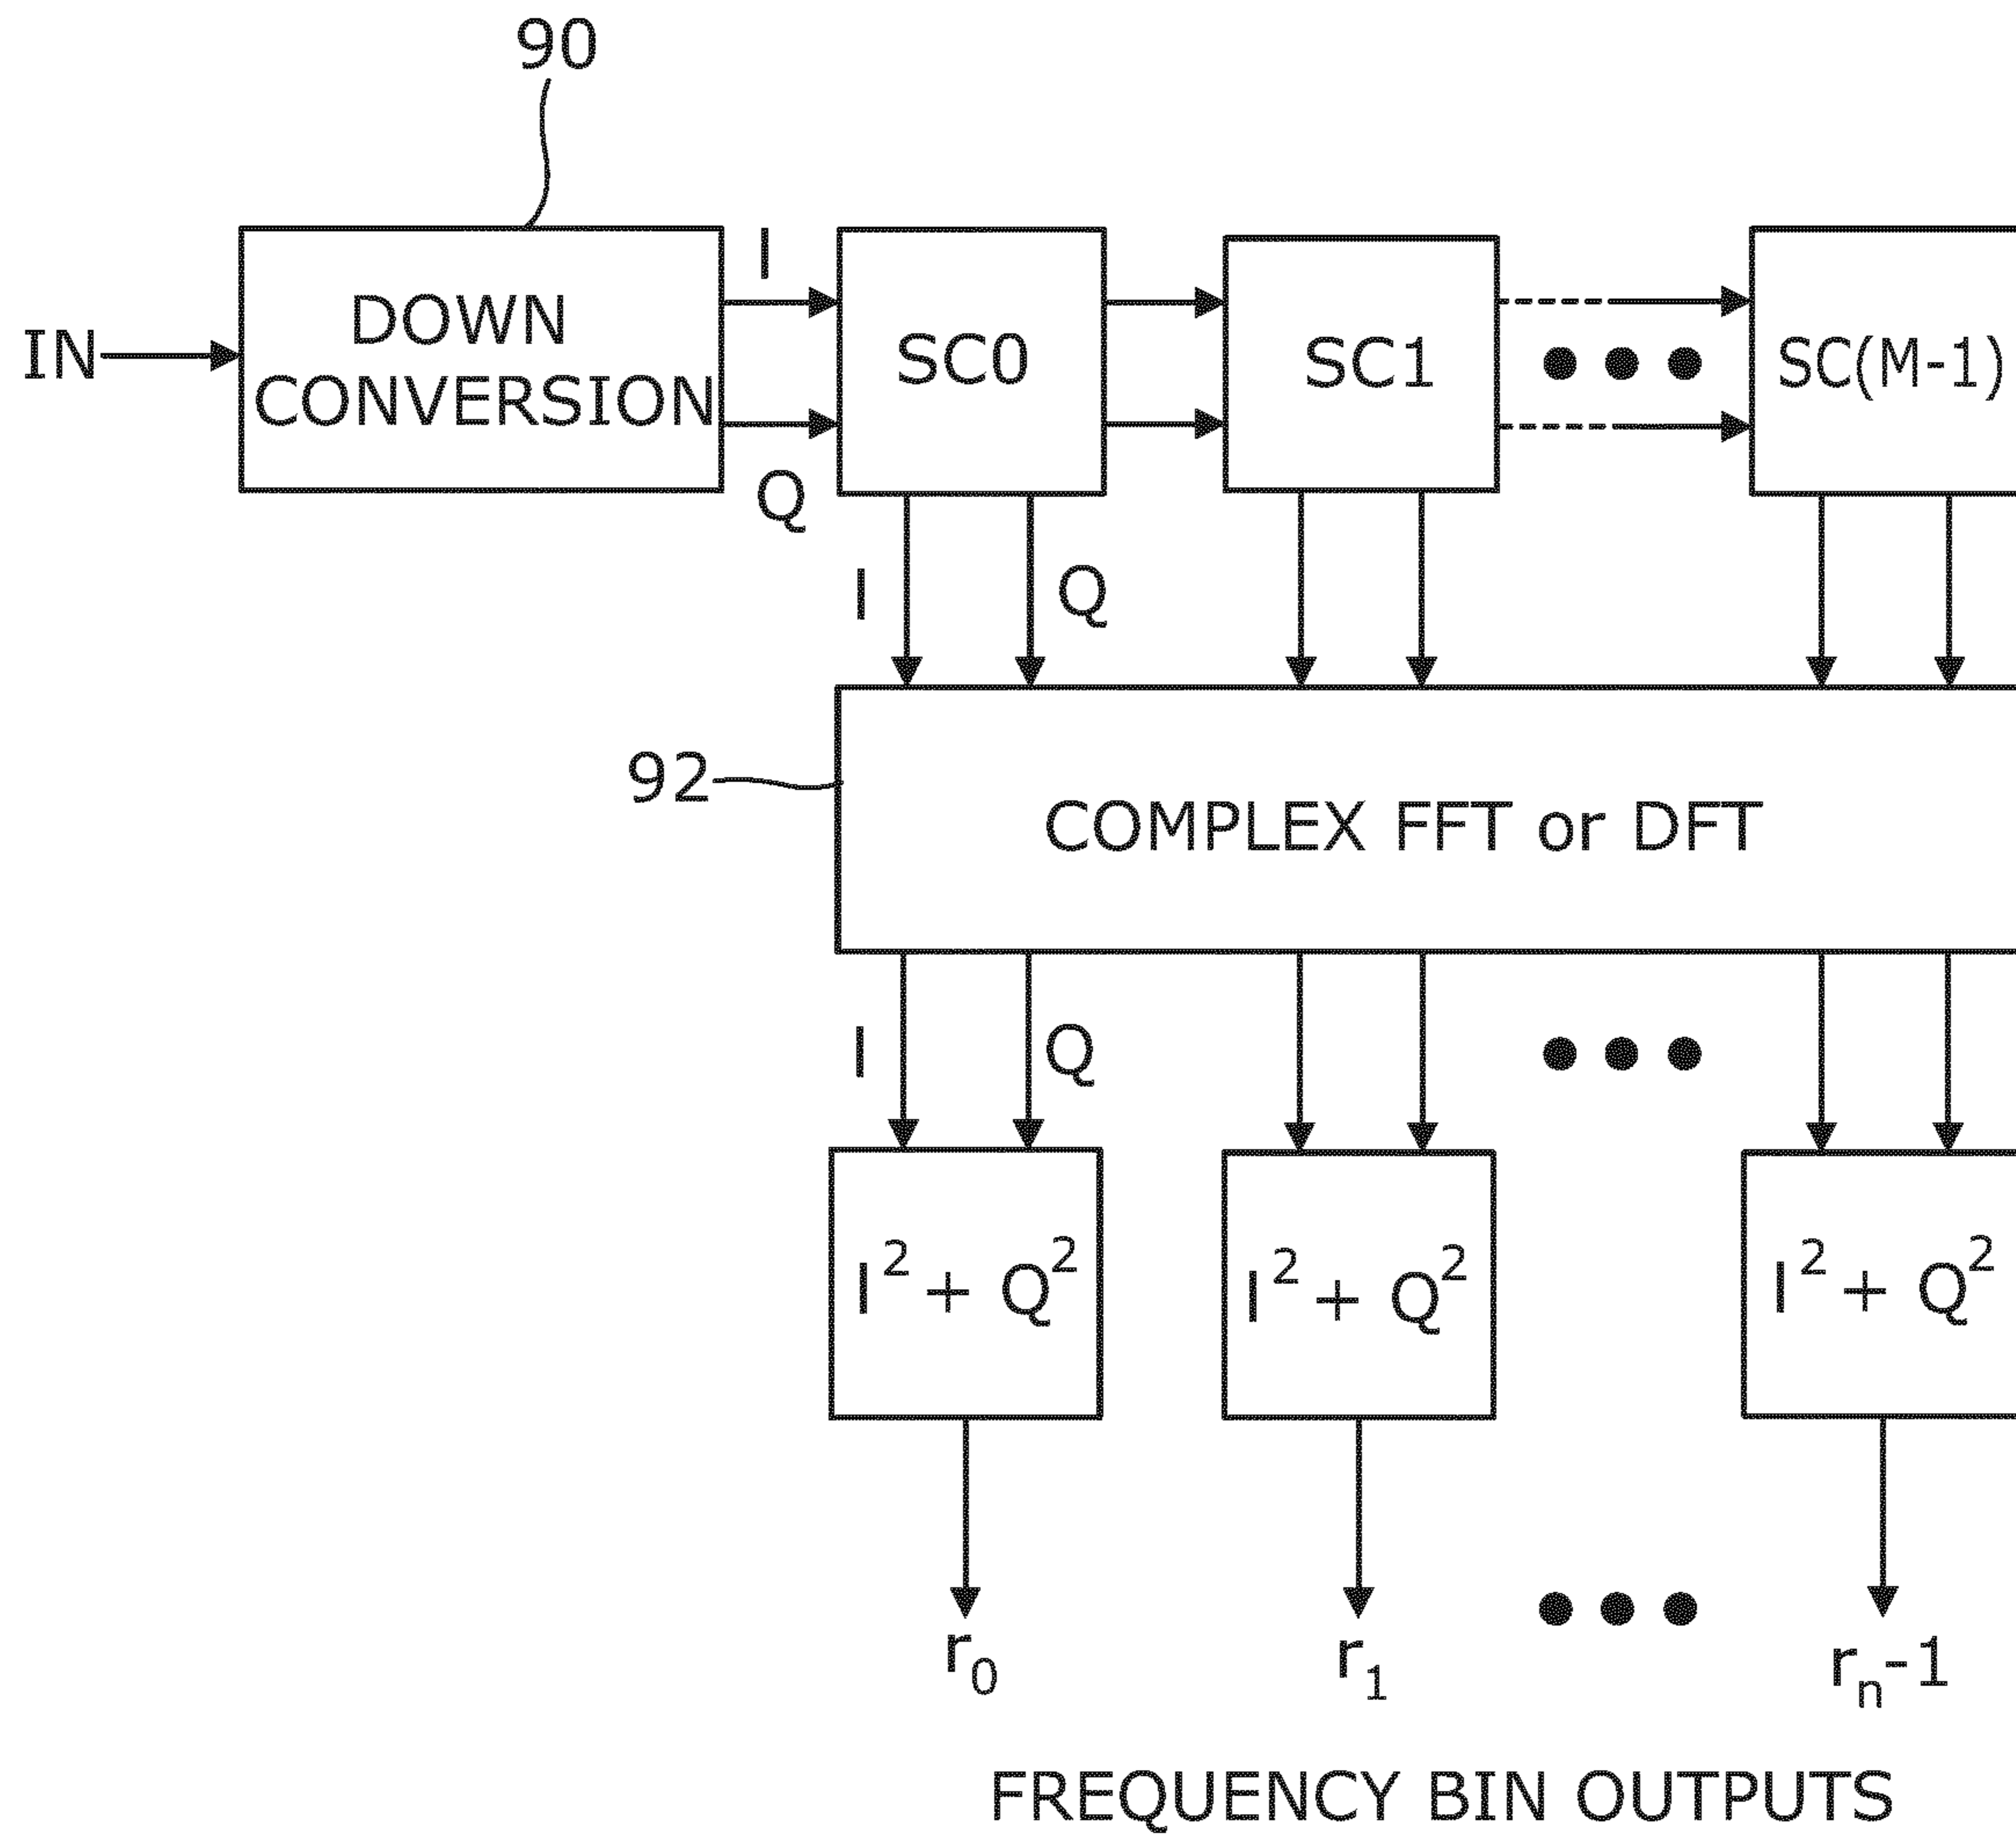 90
IN
DOWN
CONVERSION
I
Q
SC0
SC1
SC(M-1)
I
Q
92
COMPLEX FFT or DFT
I
Q
I² + Q²
I² + Q²
I² + Q²
r₀
r₁
rₙ-1
FREQUENCY BIN OUTPUTS